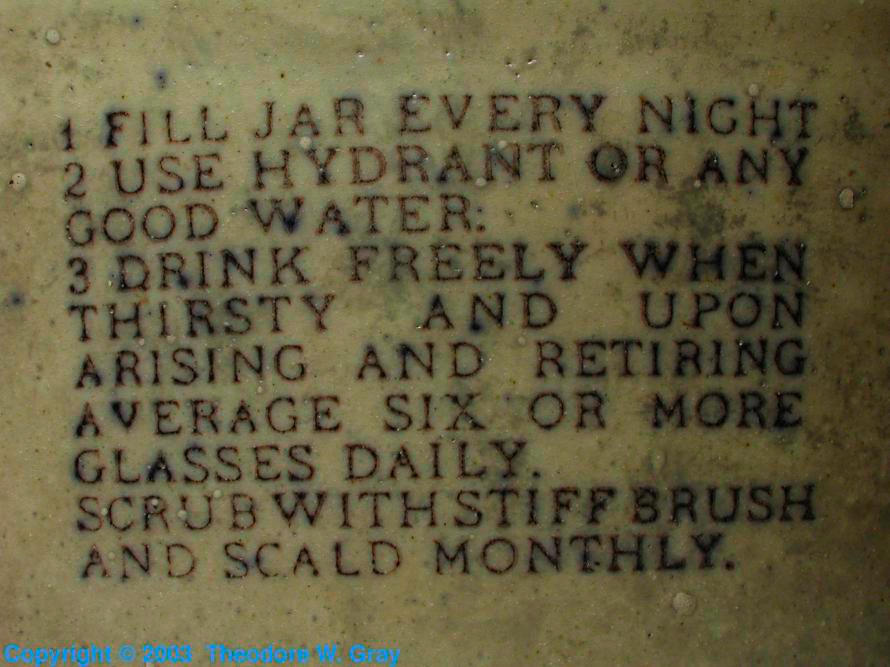 1 FILL JAR EVERY NIGHT
2 USE HYDRANT OR ANY
GOOD WATER:
3 DRINK FREELY WHEN
THIRSTY AND UPON
ARISING AND RETIRING
AVERAGE SIX OR MORE
GLASSES DAILY.
SCRUB WITH STIFF BRUSH
AND SCALD MONTHLY.
Copyright © 2003 Theodore W. Gray